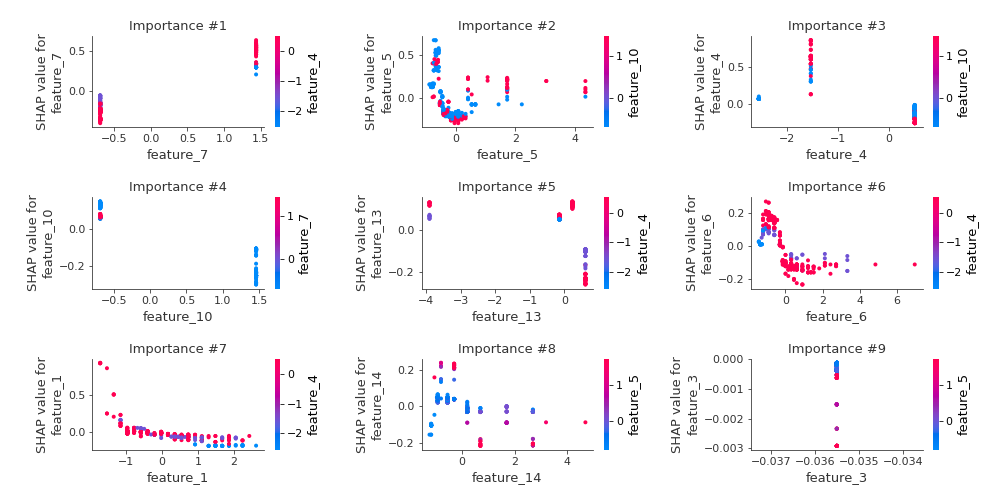 Importance #1
SHAP value for
feature_7
0.5
0.0
−0.5
0.0
0.5
1.0
1.5
feature_7
0
−1
−2
feature_4
Importance #2
SHAP value for
feature_5
0.5
0.0
0
2
4
feature_5
1
0
feature_10
Importance #3
SHAP value for
feature_4
0.5
0.0
−2
−1
0
feature_4
1
0
feature_10
Importance #4
SHAP value for
feature_10
0.0
−0.2
−0.5
0.0
0.5
1.0
1.5
feature_10
1
0
feature_7
Importance #5
SHAP value for
feature_13
0.0
−0.2
−4
−3
−2
−1
0
feature_13
0
−1
−2
feature_4
Importance #6
SHAP value for
feature_6
0.2
0.0
−0.2
0
2
4
6
feature_6
0
−1
−2
feature_4
Importance #7
SHAP value for
feature_1
0.5
0.0
−1
0
1
2
feature_1
0
−1
−2
feature_4
Importance #8
SHAP value for
feature_14
0.2
0.0
−0.2
0
2
4
feature_14
1
0
feature_5
Importance #9
SHAP value for
feature_3
0.000
−0.001
−0.002
−0.003
−0.037
−0.036
−0.035
−0.034
feature_3
1
0
feature_5